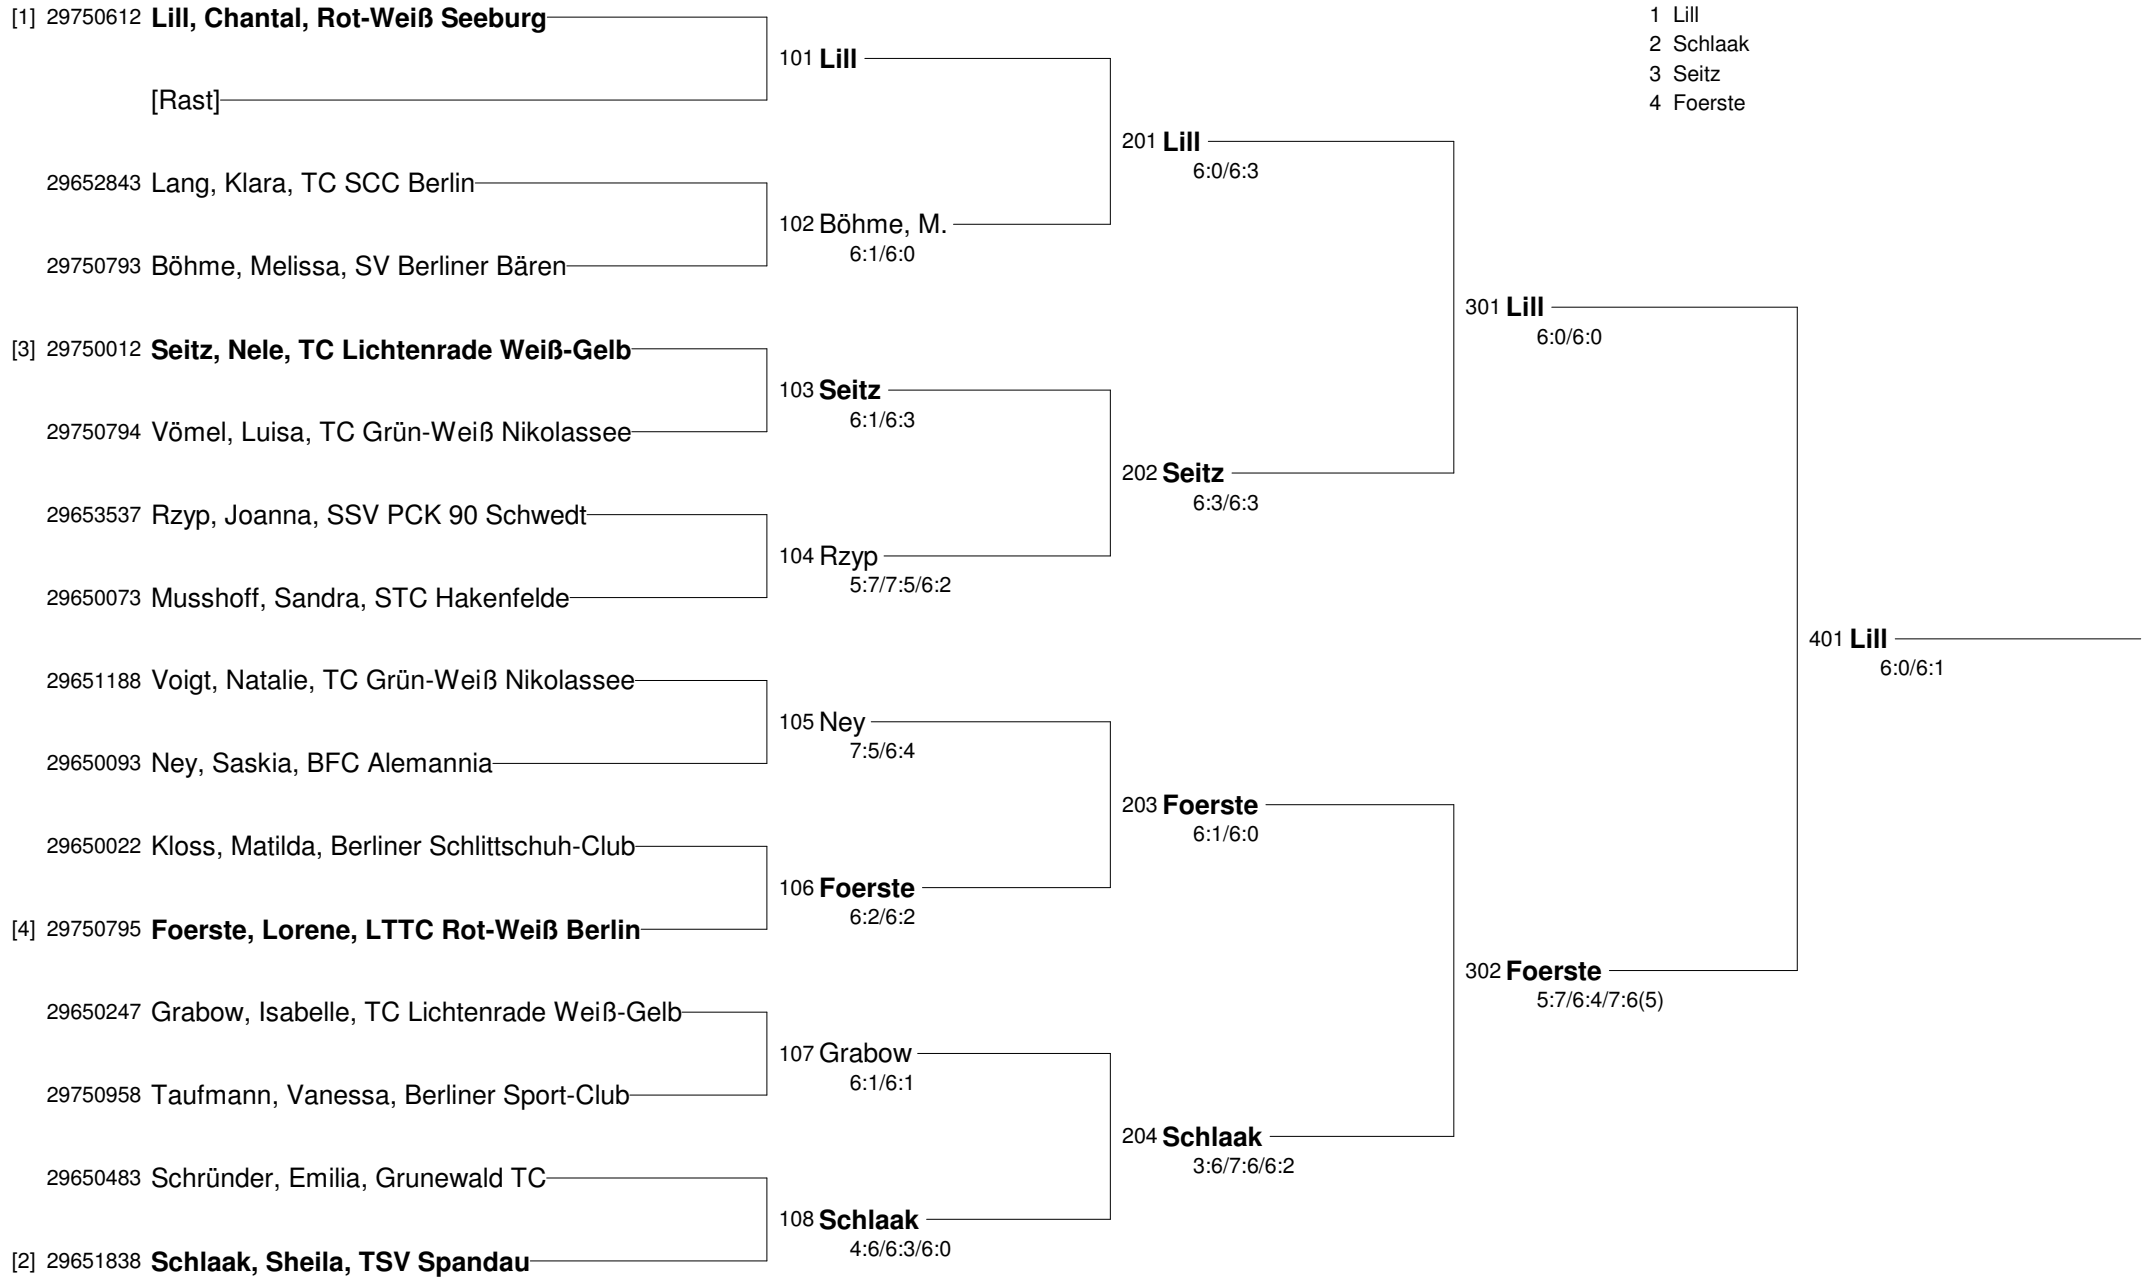 [1] 29750612 Lill, Chantal, Rot-Weiß Seeburg
[Rast]
29652843 Lang, Klara, TC SCC Berlin
29750793 Böhme, Melissa, SV Berliner Bären
[3] 29750012 Seitz, Nele, TC Lichtenrade Weiß-Gelb
29750794 Vömel, Luisa, TC Grün-Weiß Nikolassee
29653537 Rzyp, Joanna, SSV PCK 90 Schwedt
29650073 Musshoff, Sandra, STC Hakenfelde
29651188 Voigt, Natalie, TC Grün-Weiß Nikolassee
29650093 Ney, Saskia, BFC Alemannia
29650022 Kloss, Matilda, Berliner Schlittschuh-Club
[4] 29750795 Foerste, Lorene, LTTC Rot-Weiß Berlin
29650247 Grabow, Isabelle, TC Lichtenrade Weiß-Gelb
29750958 Taufmann, Vanessa, Berliner Sport-Club
29650483 Schründer, Emilia, Grunewald TC
[2] 29651838 Schlaak, Sheila, TSV Spandau
101 Lill
102 Böhme, M.
6:1/6:0
103 Seitz
6:1/6:3
104 Rzyp
5:7/7:5/6:2
105 Ney
7:5/6:4
106 Foerste
6:2/6:2
107 Grabow
6:1/6:1
108 Schlaak
4:6/6:3/6:0
201 Lill
6:0/6:3
202 Seitz
6:3/6:3
203 Foerste
6:1/6:0
204 Schlaak
3:6/7:6/6:2
301 Lill
6:0/6:0
302 Foerste
5:7/6:4/7:6(5)
401 Lill
6:0/6:1
1 Lill
2 Schlaak
3 Seitz
4 Foerste